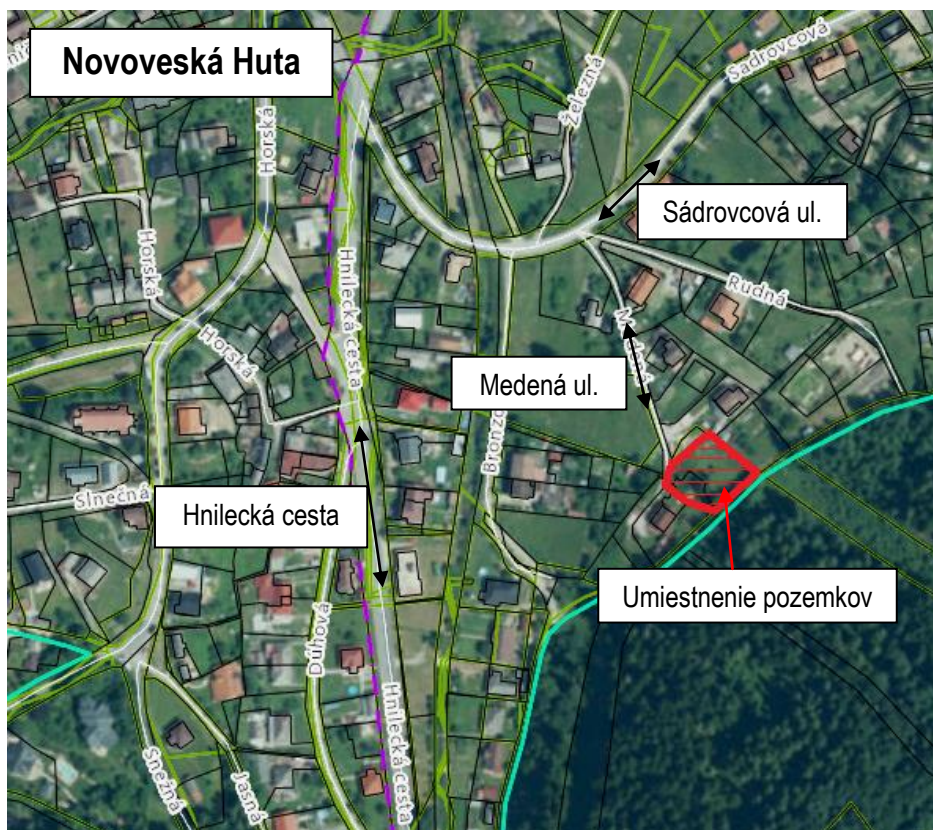 Novoveská Huta
Sadrovcová
Železná
Horská
Sádrovcová ul.
Hnilecká cesta
Horská
Rudná
Horská
Medená ul.
Slnečná
Hnilecká cesta
Umiestnenie pozemkov
Dúhová
Hnilecká cesta
Snežná
Jasná